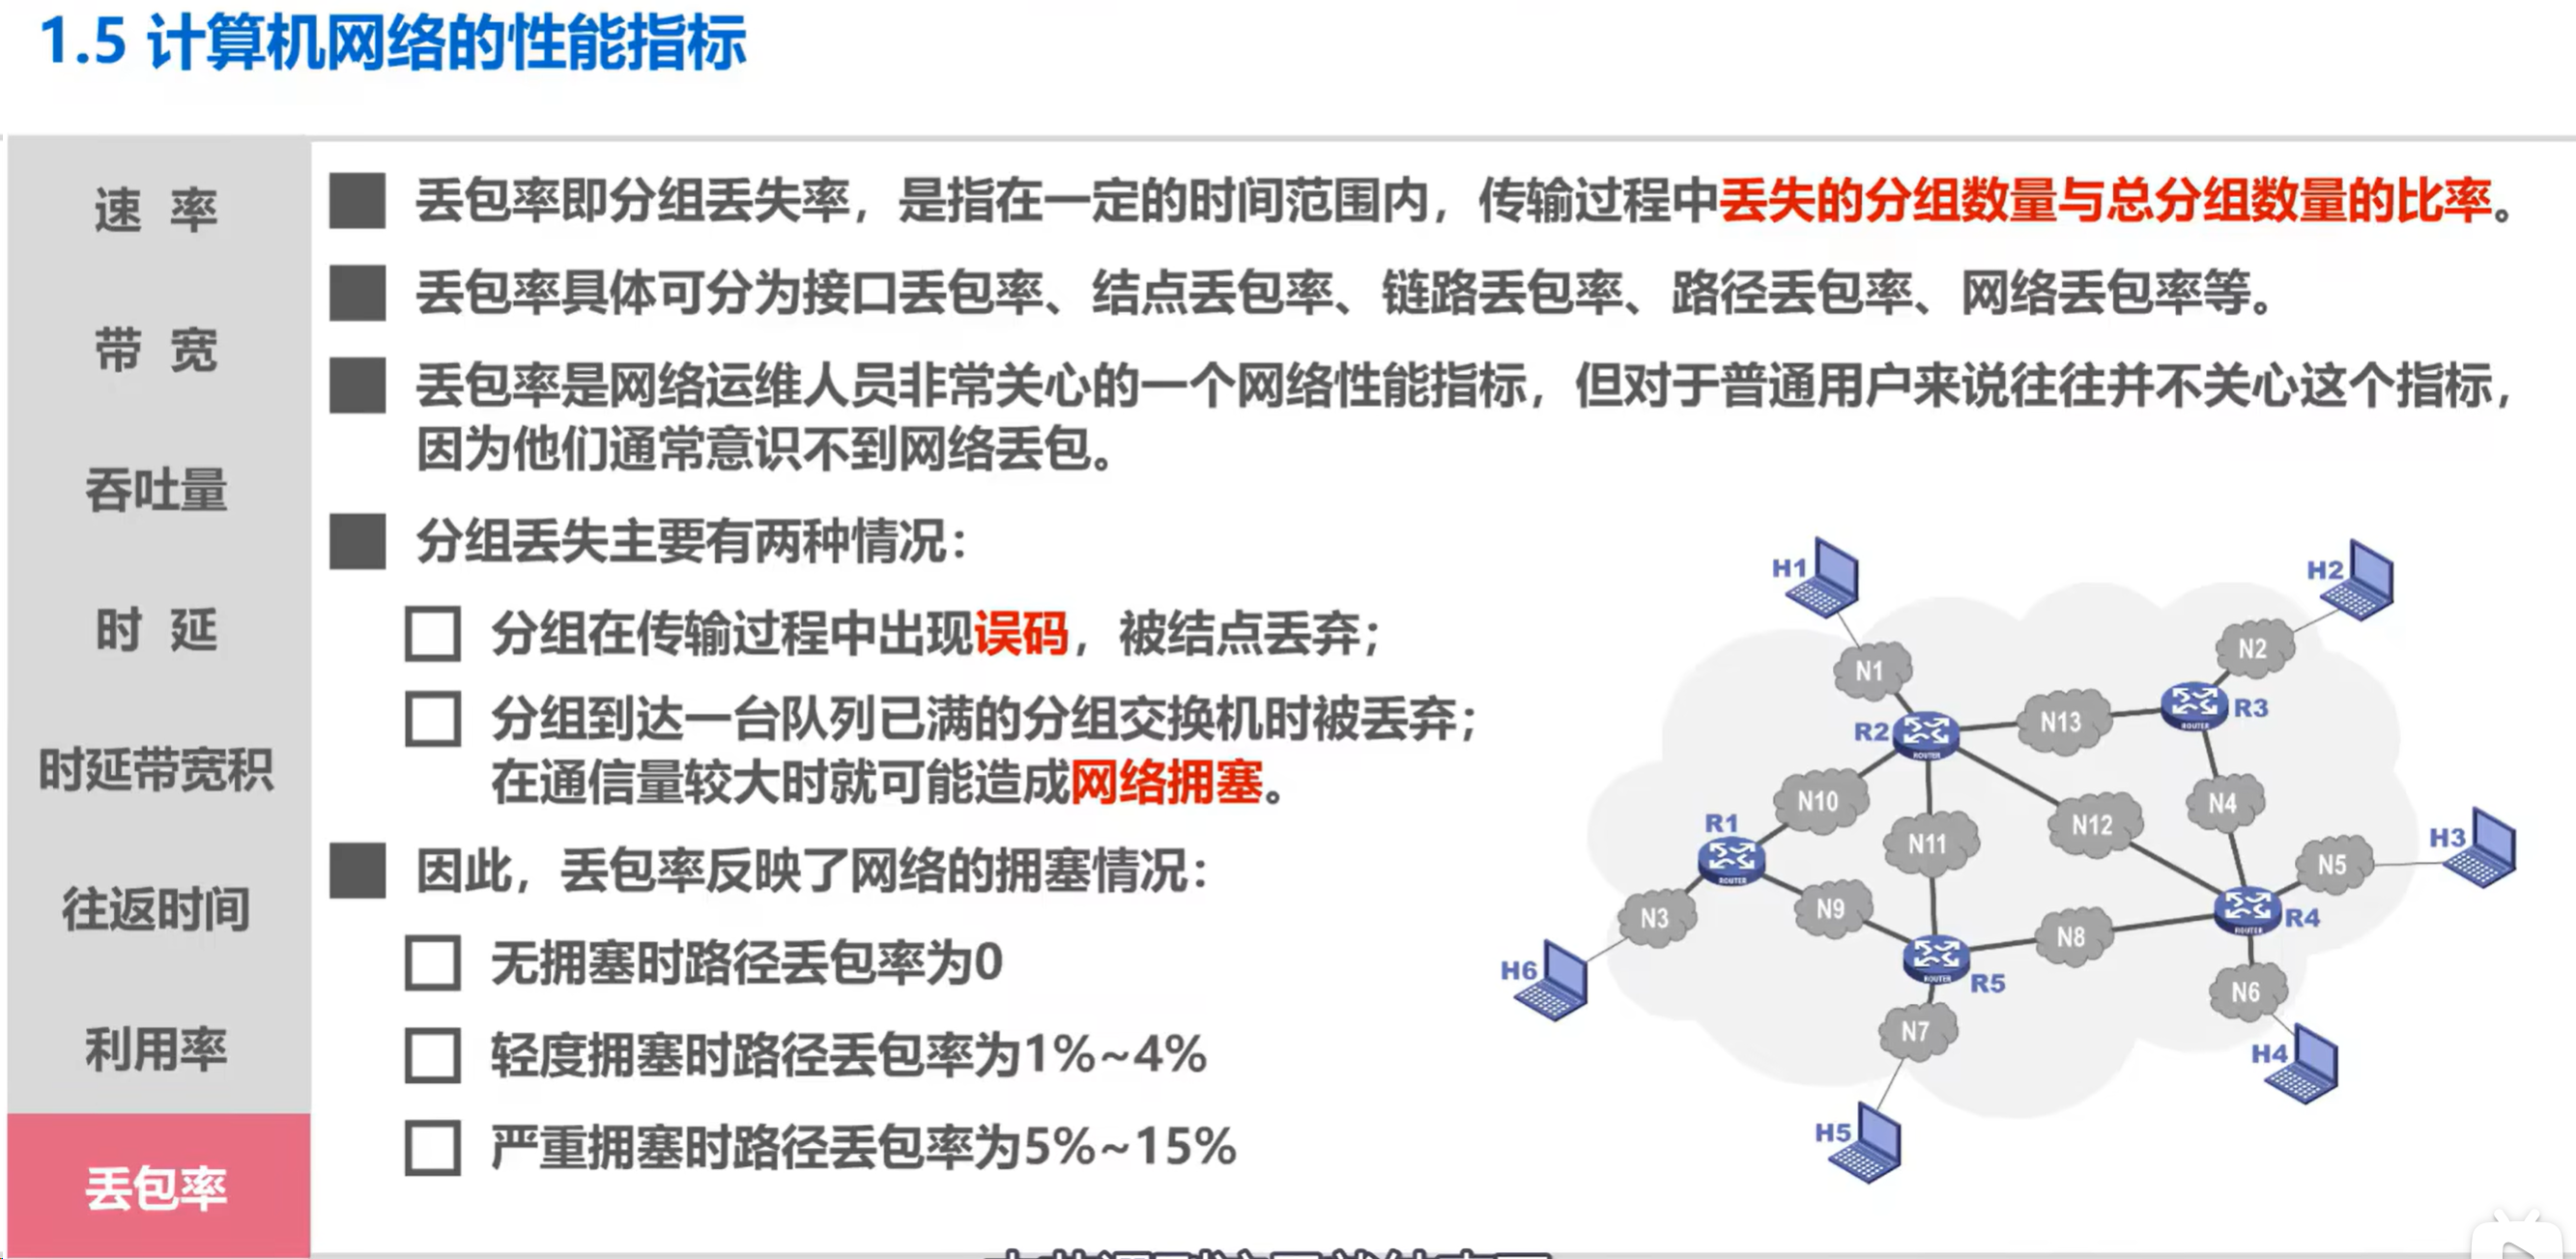 1.5 计算机网络的性能指标
速 率
带 宽
吞吐量
时 延
时延带宽积
往返时间
利用率
丢包率
丢包率即分组丢失率，是指在一定的时间范围内，传输过程中丢失的分组数量与总分组数量的比率。
丢包率具体可分为接口丢包率、结点丢包率、链路丢包率、路径丢包率、网络丢包率等。
丢包率是网络运维人员非常关心的一个网络性能指标，但对于普通用户来说往往并不关心这个指标，
因为他们通常意识不到网络丢包。
分组丢失主要有两种情况：
分组在传输过程中出现误码，被结点丢弃；
分组到达一台队列已满的分组交换机时被丢弃；
在通信量较大时就可能造成网络拥塞。
因此，丢包率反映了网络的拥塞情况：
无拥塞时路径丢包率为0
轻度拥塞时路径丢包率为1%~4%
严重拥塞时路径丢包率为5%~15%
H1
H2
N1
N2
R2
ROUTER
N13
R3
ROUTER
N10
N11
N12
N4
R1
ROUTER
H3
N5
N3
N9
N8
R4
ROUTER
H6
R5
ROUTER
N6
N7
H4
H5